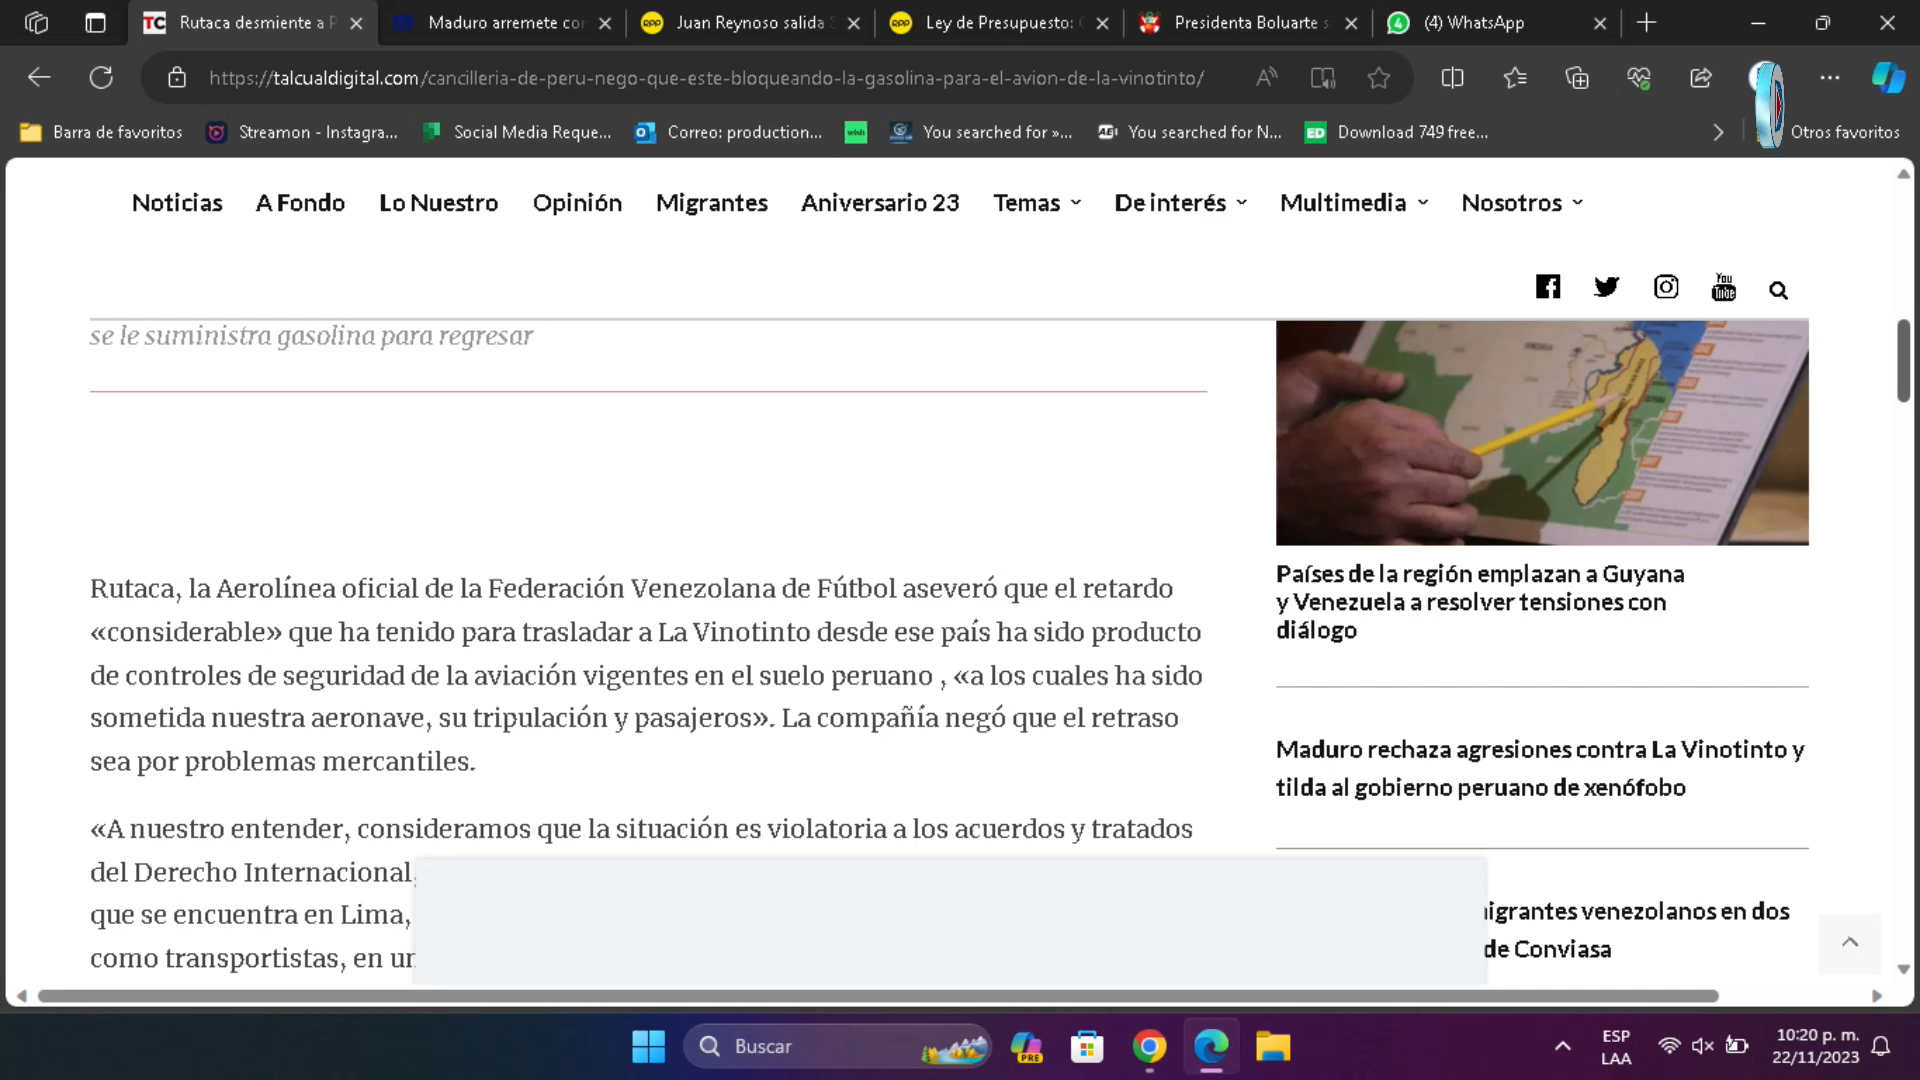 Rutaca desmiente a P
Maduro arremete con
Juan Reynoso salida S
Ley de Presupuesto: C
Presidenta Boluarte s
(4) WhatsApp
https://talcualdigital.com/cancilleria-de-peru-nego-que-este-bloqueando-la-gasolina-para-el-avion-de-la-vinotinto/
Barra de favoritos
Streamon - Instagra...
Social Media Reque...
Correo: production...
wish
You searched for »...
You searched for N...
Download 749 free...
Otros favoritos
Noticias
A Fondo
Lo Nuestro
Opinión
Migrantes
Aniversario 23
Temas
De interés
Multimedia
Nosotros
se le suministra gasolina para regresar
Rutaca, la Aerolínea oficial de la Federación Venezolana de Fútbol aseveró que el retardo
«considerable» que ha tenido para trasladar a La Vinotinto desde ese país ha sido producto
de controles de seguridad de la aviación vigentes en el suelo peruano , «a los cuales ha sido
sometida nuestra aeronave, su tripulación y pasajeros». La compañía negó que el retraso
sea por problemas mercantiles.
«A nuestro entender, consideramos que la situación es violatoria a los acuerdos y tratados
del Derecho Internacional,
que se encuentra en Lima,
como transportistas, en un
Países de la región emplazan a Guyana
y Venezuela a resolver tensiones con
diálogo
Maduro rechaza agresiones contra La Vinotinto y
tilda al gobierno peruano de xenófobo
igrantes venezolanos en dos
de Conviasa
Buscar
PRE
ESP
LAA
10:20 p. m.
22/11/2023